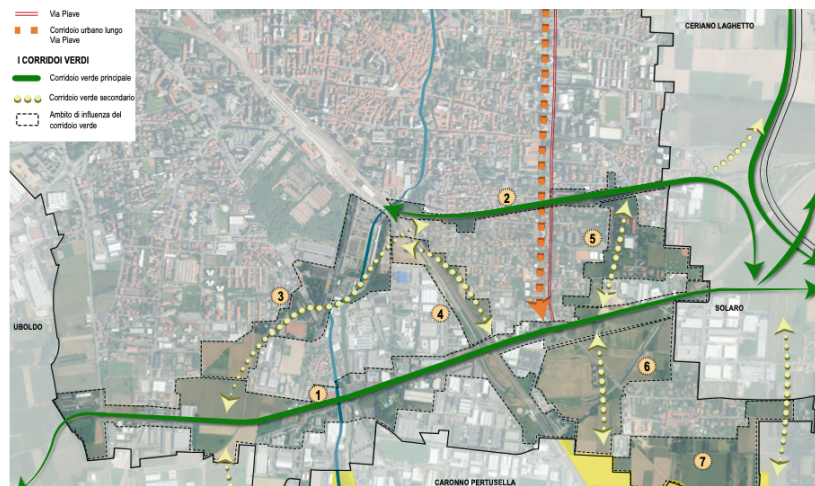 Via Piave
Corridoio urbano lungo
Via Piave
I CORRIDOI VERDI
Corridoio verde principale
Corridoio verde secondario
Ambito di influenza del
corridoio verde
CERIANO LAGHETTO
2
5
3
4
UBOLDO
SOLARO
6
1
7
CARONNO PERTUSELLA